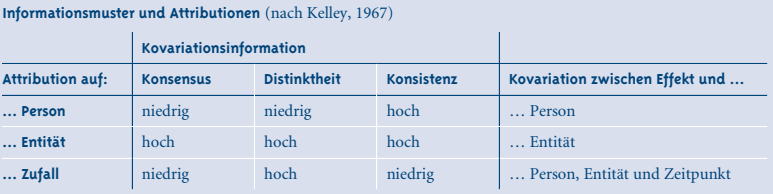 Informationsmuster und Attributionen (nach Kelley, 1967)
Kovariationsinformation
Attribution auf: Konsensus Distinktheit Konsistenz Kovariation zwischen Effekt und …
… Person niedrig niedrig hoch … Person
… Entität hoch hoch hoch … Entität
… Zufall niedrig hoch niedrig … Person, Entität und Zeitpunkt